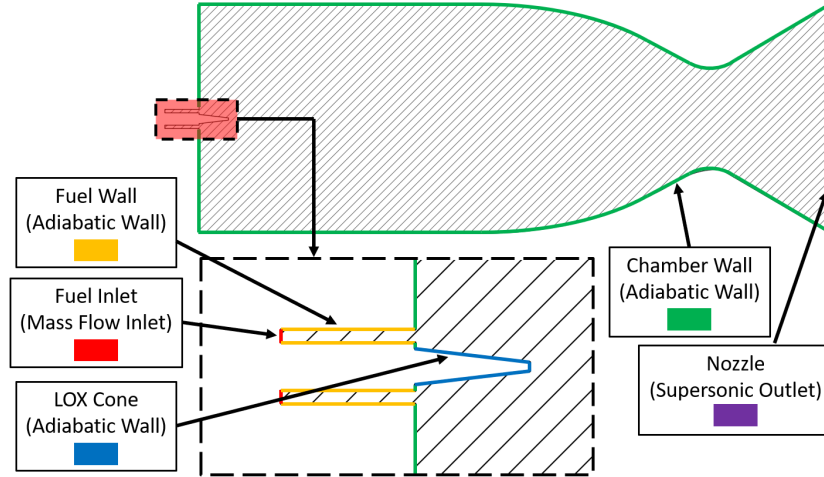 Fuel Wall
(Adiabatic Wall)
Fuel Inlet
(Mass Flow Inlet)
LOX Cone
(Adiabatic Wall)
Chamber Wall
(Adiabatic Wall)
Nozzle
(Supersonic Outlet)